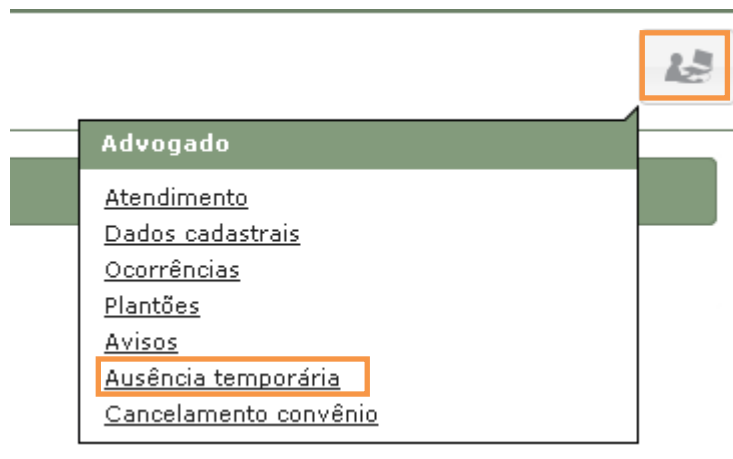 Advogado
Atendimento
Dados cadastrais
Ocorrências
Plantões
Avisos
Ausência temporária
Cancelamento convênio